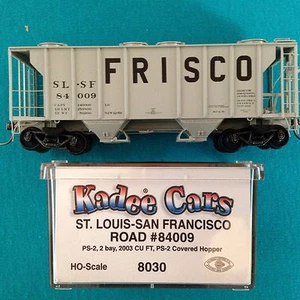 FRISCO
SL-SF
84009
Kadee Cars
ST. LOUIS-SAN FRANCISCO
ROAD #84009
PS-2, 2 bay, 2003 CU FT, PS-2 Covered Hopper
HO-Scale
8030